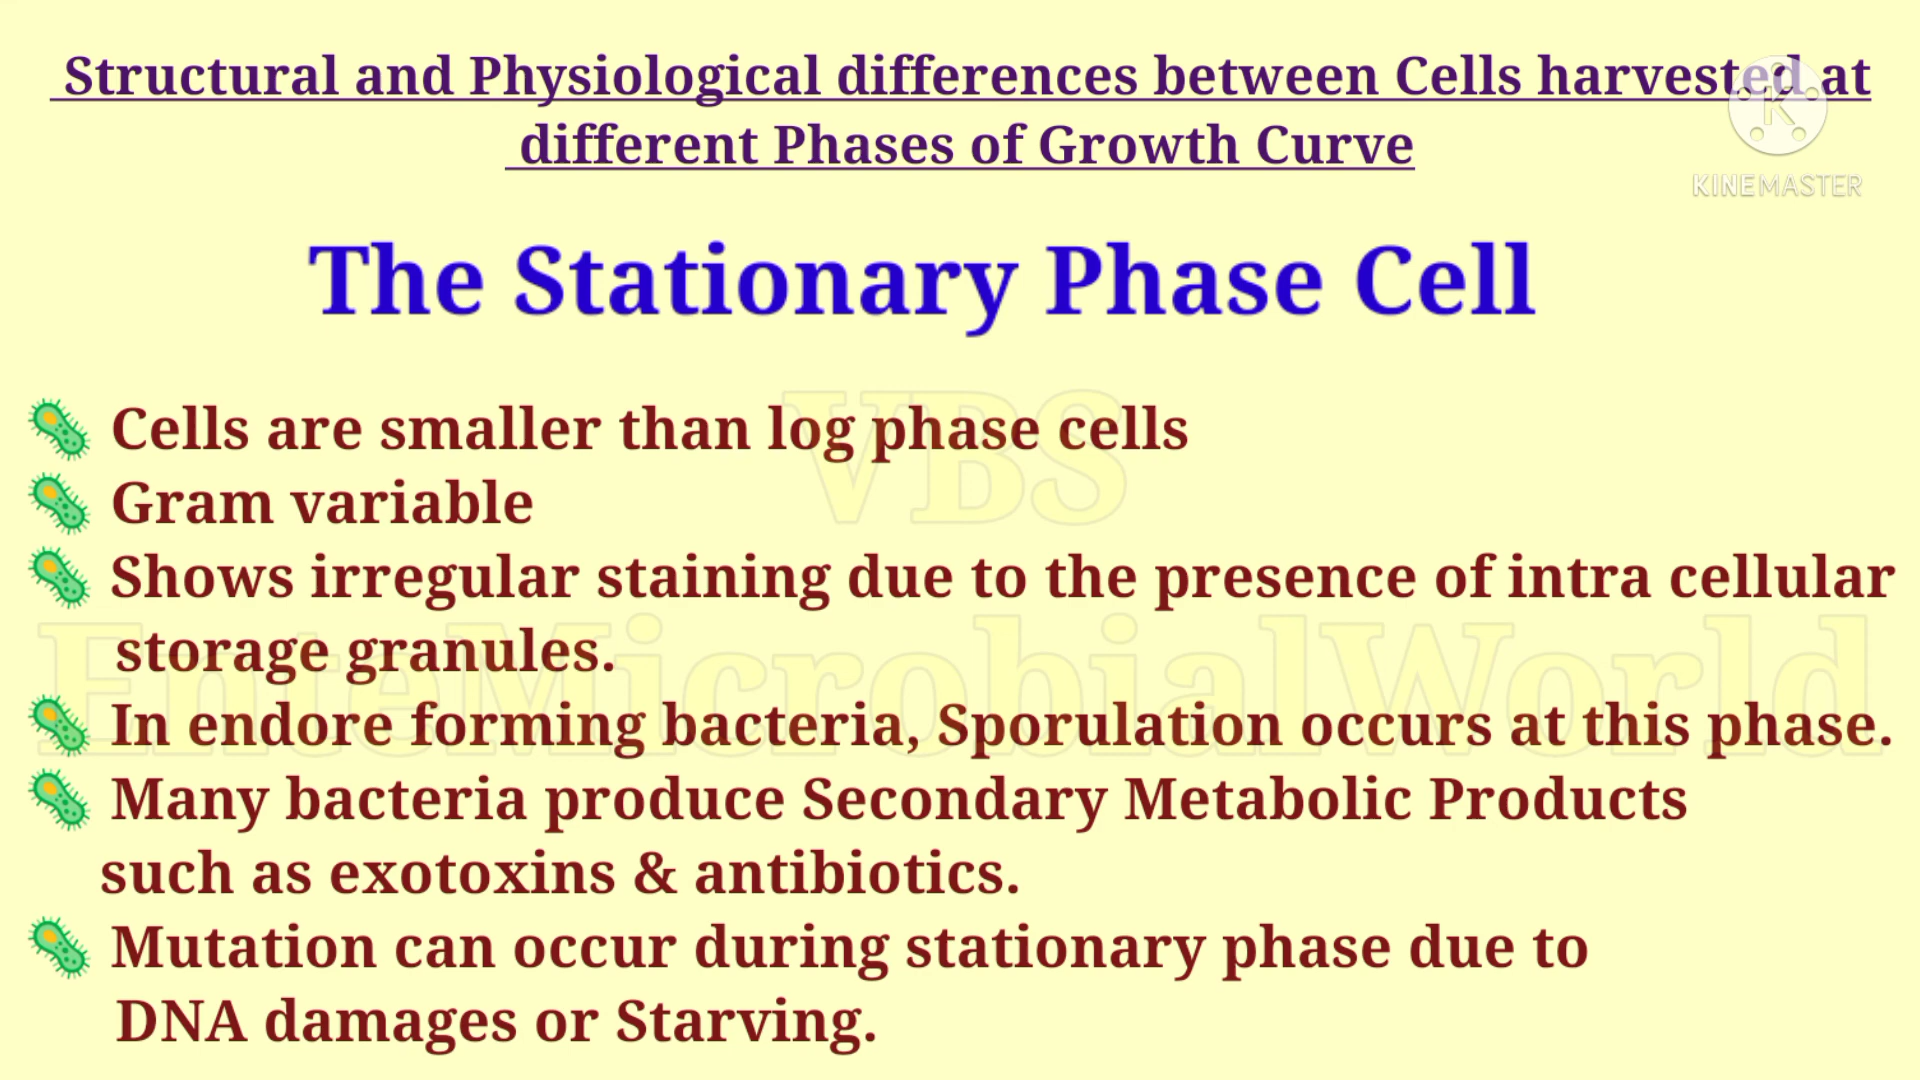 Structural and Physiological differences between Cells harvested at
different Phases of Growth Curve
KINEMASTER
The Stationary Phase Cell
VBS
Cells are smaller than log phase cells
Gram variable
Shows irregular staining due to the presence of intra cellular
storage granules.
EnteMicrobialWorld
In endore forming bacteria, Sporulation occurs at this phase.
Many bacteria produce Secondary Metabolic Products
such as exotoxins & antibiotics.
Mutation can occur during stationary phase due to
DNA damages or Starving.